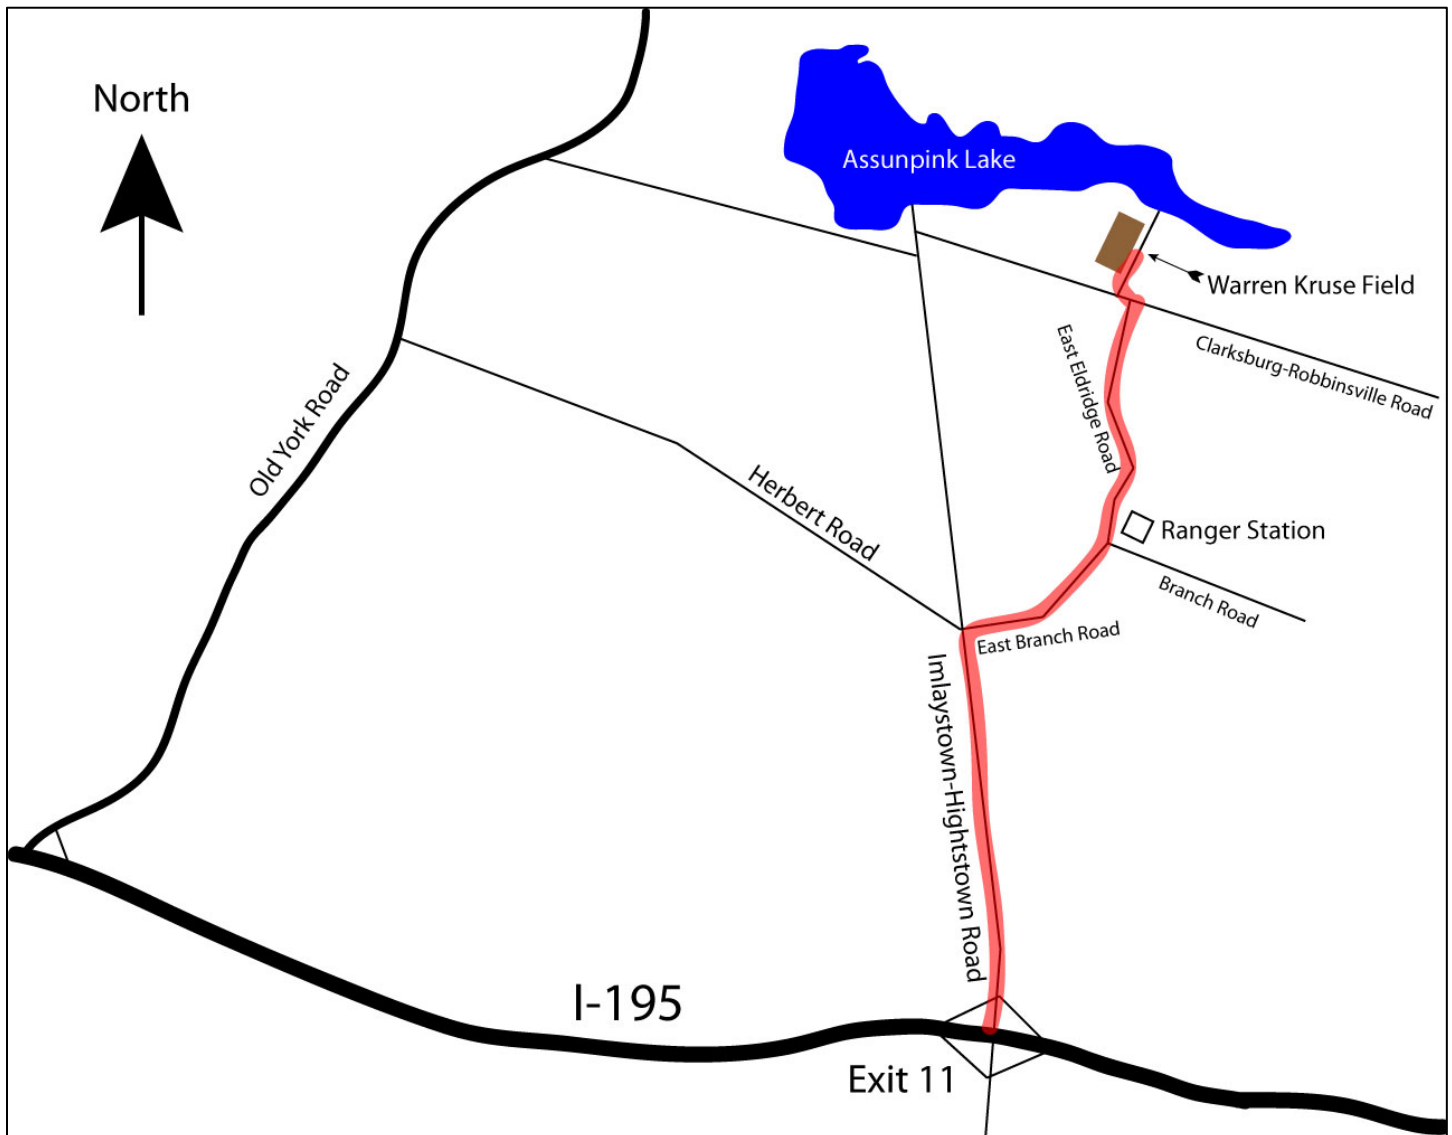 North
Assunpink Lake
Warren Kruse Field
Clarksburg-Robbinsville Road
East Eldridge Road
Old York Road
Herbert Road
Ranger Station
Branch Road
East Branch Road
Imlaystown-Hightstown Road
I-195
Exit 11